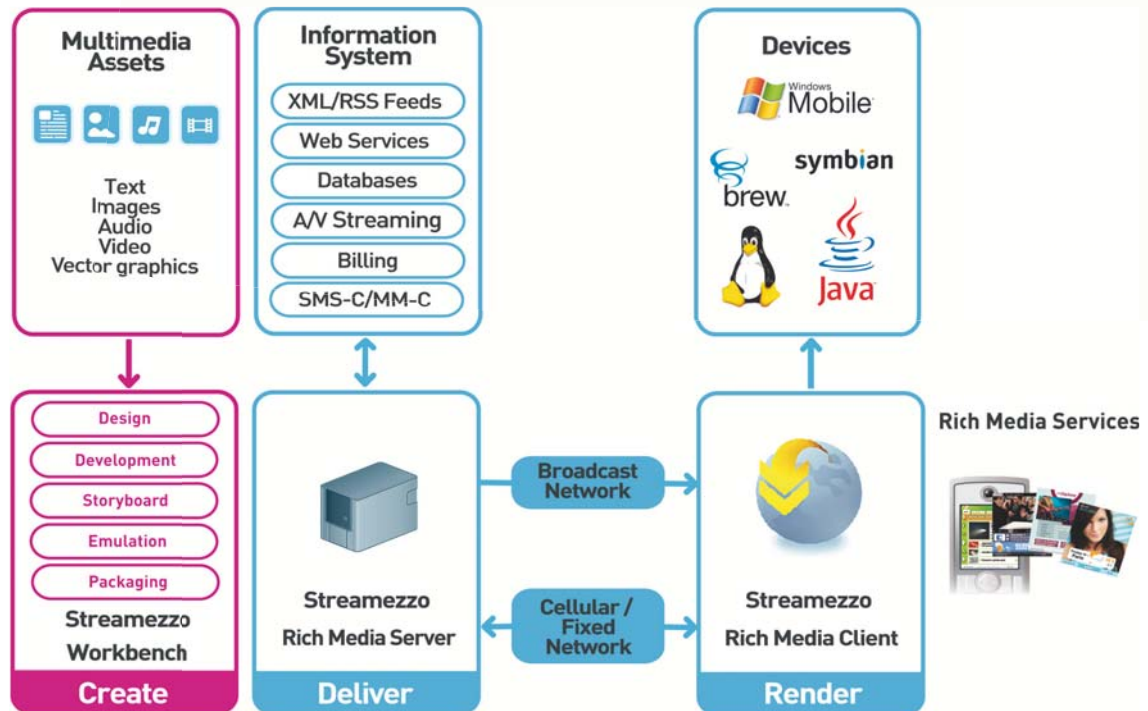 Multimedia
Assets
Text
Images
Audio
Video
Vector graphics
Information
System
XML/RSS Feeds
Web Services
Databases
A/V Streaming
Billing
SMS-C/MM-C
Devices
Windows
Mobile
brew™
symbian
Java™
Design
Development
Storyboard
Emulation
Packaging
Streamezzo
Workbench
Create
Streamezzo
Rich Media Server
Deliver
Broadcast
Network
Cellular /
Fixed
Network
Streamezzo
Rich Media Client
Render
Rich Media Services